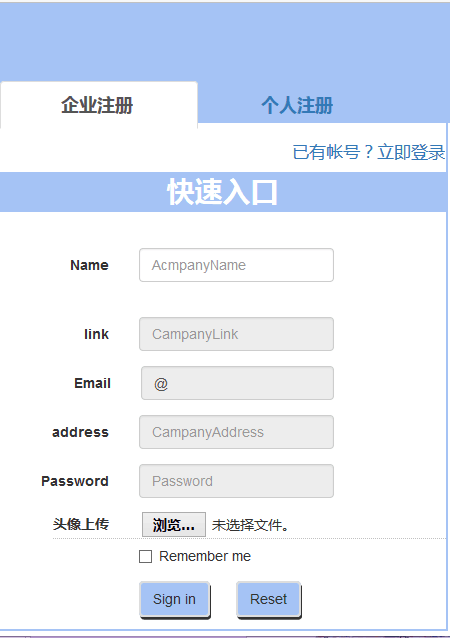 企业注册 个人注册
已有帐号？立即登录
快速入口
Name AcmpanyName
link CampanyLink
Email @
address CampanyAddress
Password Password
头像上传 浏览... 未选择文件。
Remember me
Sign in Reset